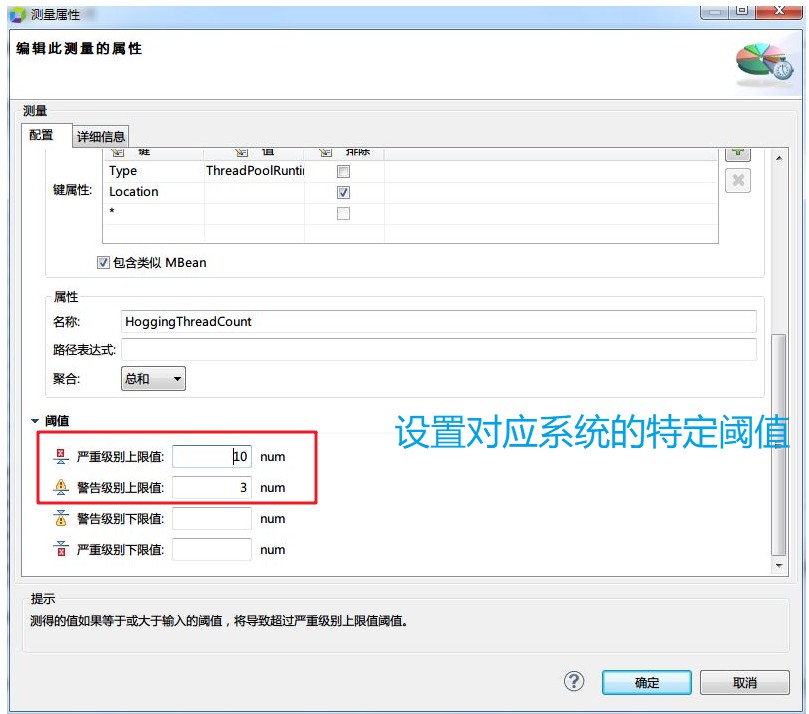 测量属性
编辑此测量的属性
测量
配置 详细信息
键 值 排除
键属性:
Type ThreadPoolRuntin
Location
*
包含类似 MBean
属性
名称: HoggingThreadCount
路径表达式:
聚合: 总和
阈值
设置对应系统的特定阈值
严重级别上限值: 10 num
警告级别上限值: 3 num
警告级别下限值: num
严重级别下限值: num
提示
测得的值如果等于或大于输入的阈值，将导致超过严重级别上限值阈值。
? 确定 取消